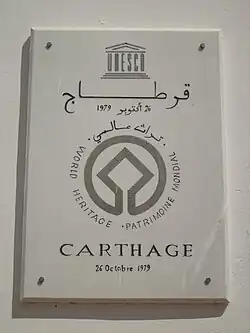 UNESCO
قرطاج
26 أكتوبر 1979
تراث عالمي
WORLD HERITAGE · PATRIMOINE MONDIAL
CARTHAGE
26 Octobre 1979